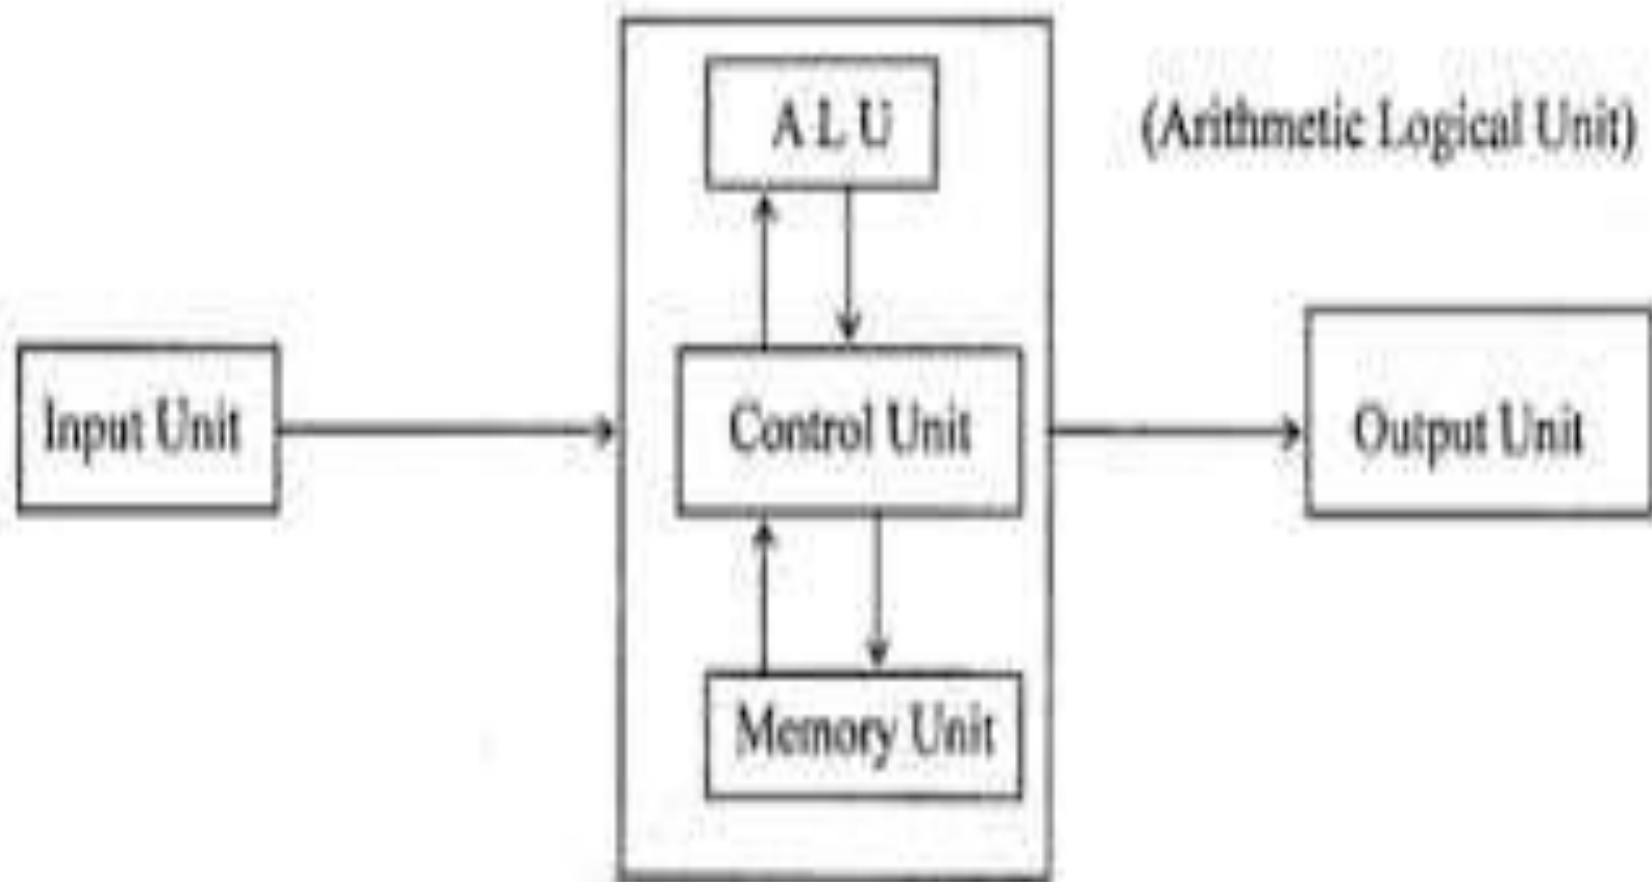 A L U
(Arithmetic Logical Unit)
Input Unit
Control Unit
Output Unit
Memory Unit